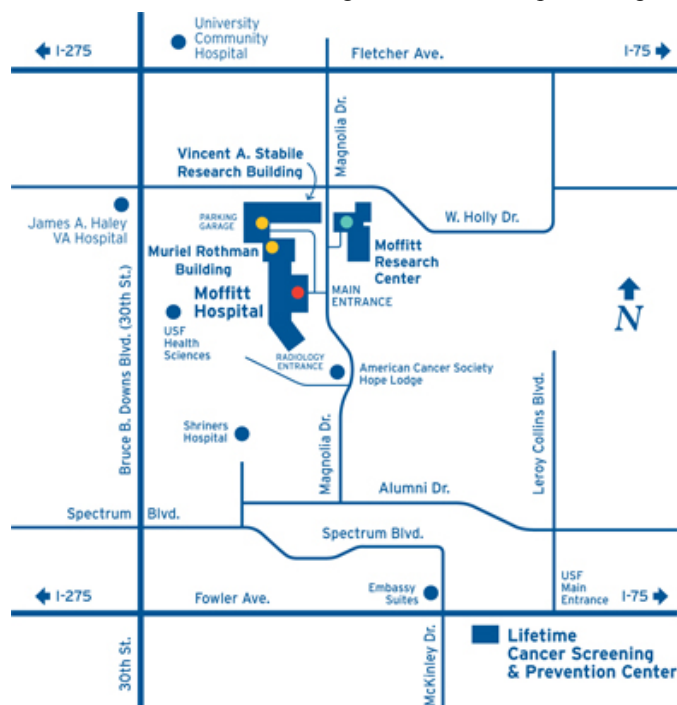 University
Community
Hospital
I-275
Fletcher Ave.
I-75
Magnolia Dr.
Vincent A. Stabile
Research Building
James A. Haley
VA Hospital
PARKING
GARAGE
W. Holly Dr.
Muriel Rothman
Building
Moffitt
Research
Center
Moffitt
Hospital
MAIN
ENTRANCE
N
Bruce B. Downs Blvd. (30th St.)
USF
Health
Sciences
RADIOLOGY
ENTRANCE
American Cancer Society
Hope Lodge
Leroy Collins Blvd.
Shriners
Hospital
Magnolia Dr.
Alumni Dr.
Spectrum Blvd.
Spectrum Blvd.
I-275
Fowler Ave.
Embassy
Suites
USF
Main
Entrance
I-75
30th St.
McKinley Dr.
Lifetime
Cancer Screening
& Prevention Center